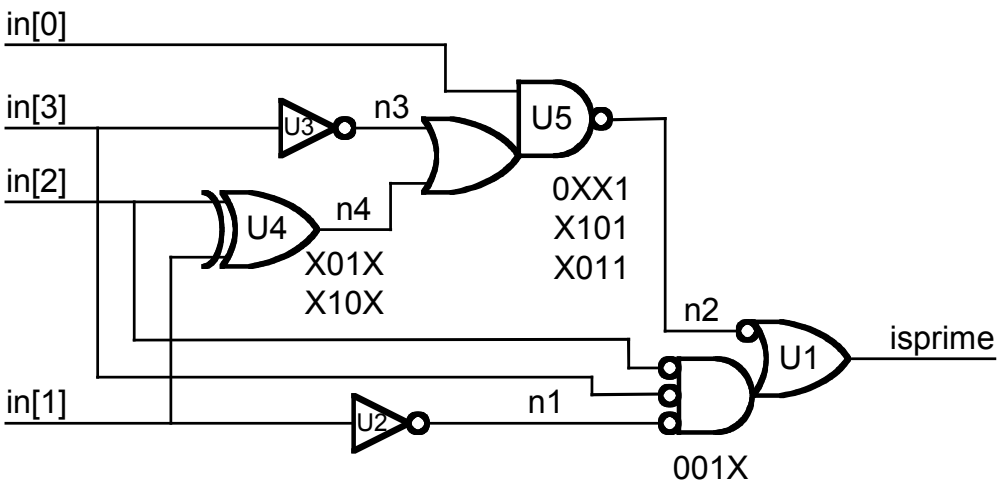 in[0]
in[3]
U3
n3
U5
in[2]
U4
n4
0XX1
X101
X011
X01X
X10X
n2
U1
isprime
in[1]
U2
n1
001X